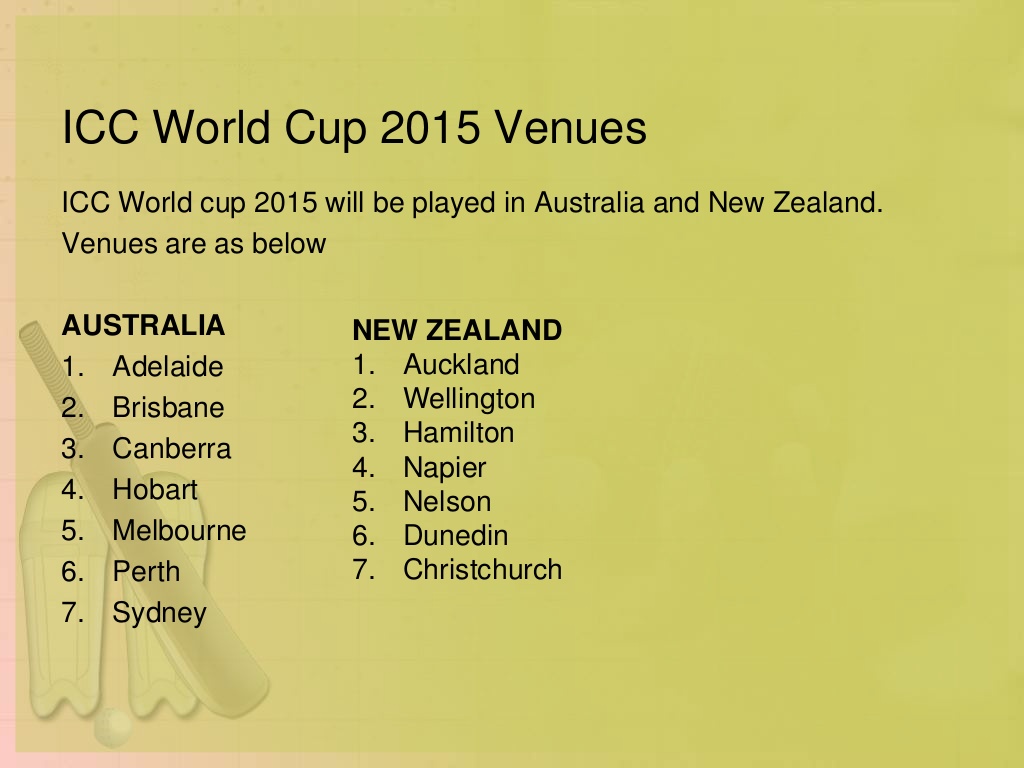 ICC World Cup 2015 Venues
ICC World cup 2015 will be played in Australia and New Zealand.
Venues are as below
AUSTRALIA
1. Adelaide
2. Brisbane
3. Canberra
4. Hobart
5. Melbourne
6. Perth
7. Sydney
NEW ZEALAND
1. Auckland
2. Wellington
3. Hamilton
4. Napier
5. Nelson
6. Dunedin
7. Christchurch